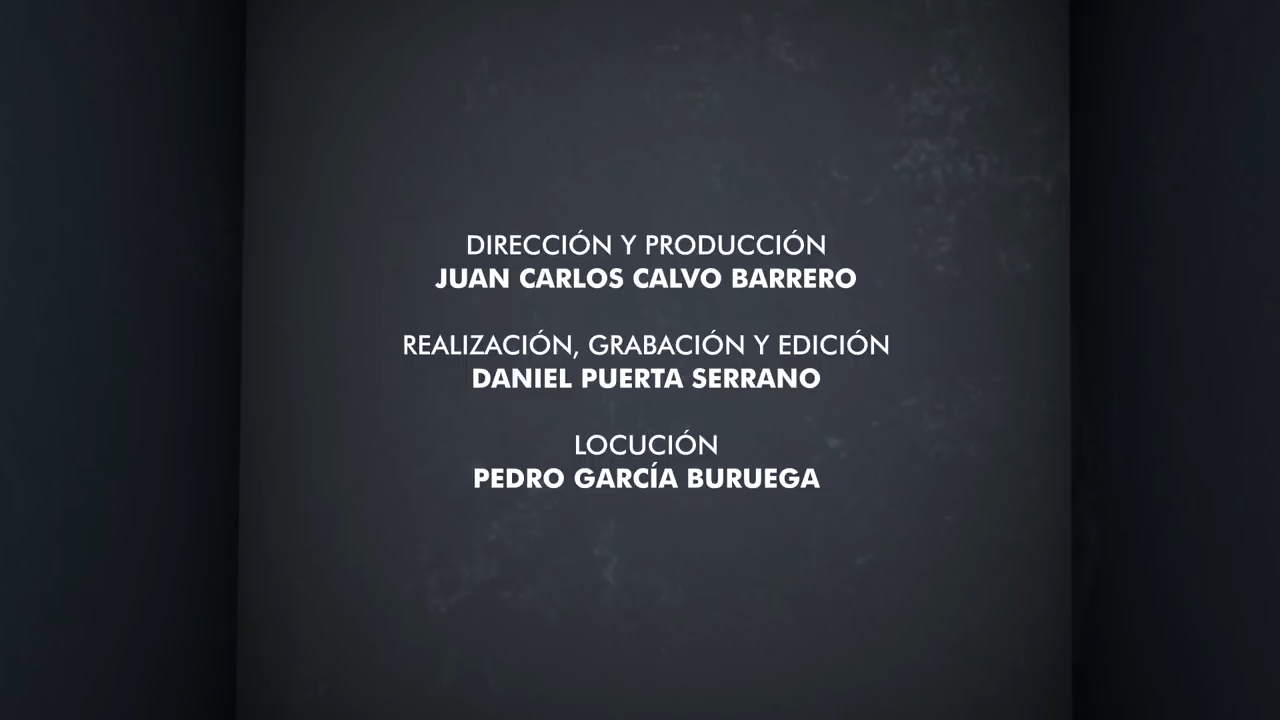 DIRECCIÓN Y PRODUCCIÓN
JUAN CARLOS CALVO BARRERO
REALIZACIÓN, GRABACIÓN Y EDICIÓN
DANIEL PUERTA SERRANO
LOCUCIÓN
PEDRO GARCÍA BURUEGA